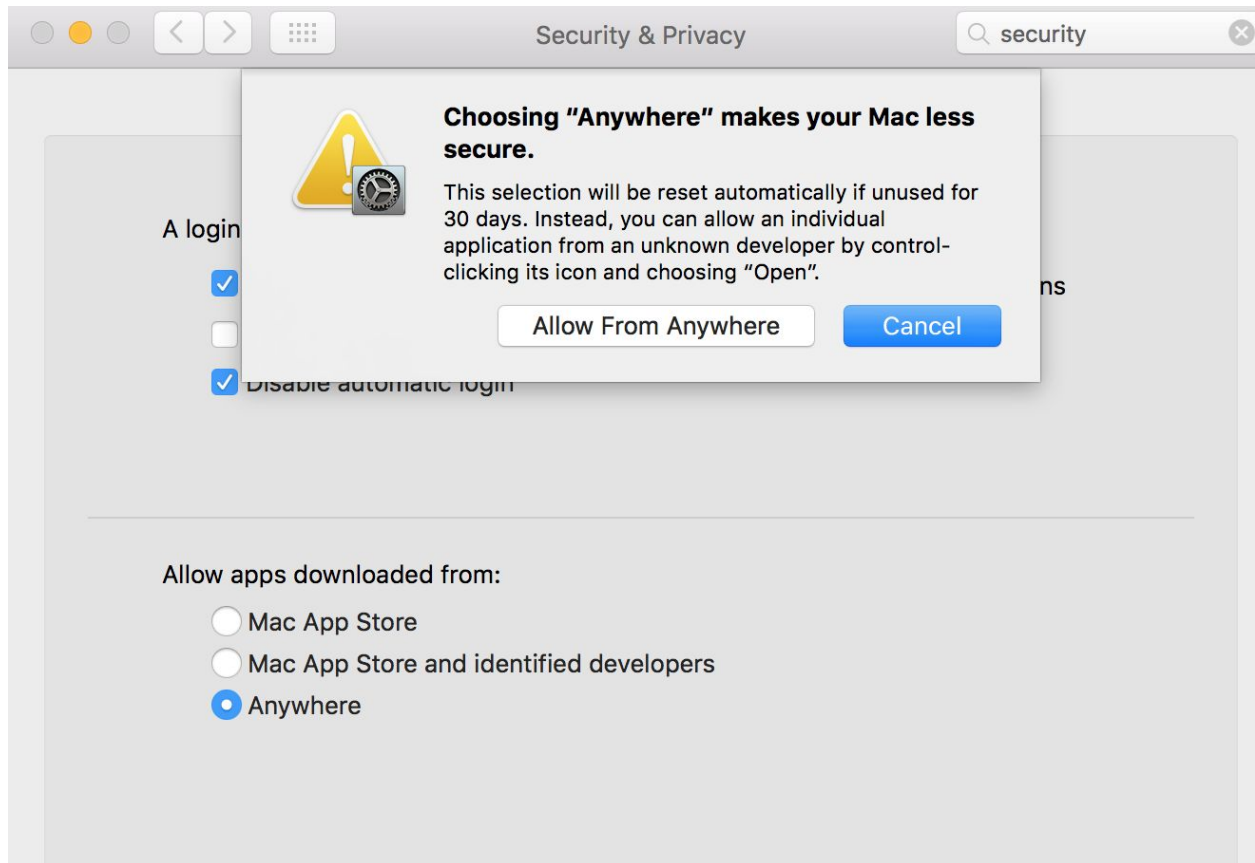 Security & Privacy
security
Choosing “Anywhere” makes your Mac less
secure.
This selection will be reset automatically if unused for
30 days. Instead, you can allow an individual
application from an unknown developer by control-
clicking its icon and choosing “Open”.
Allow From Anywhere
Cancel
A login
ns
Disable automatic login
Allow apps downloaded from:
Mac App Store
Mac App Store and identified developers
Anywhere